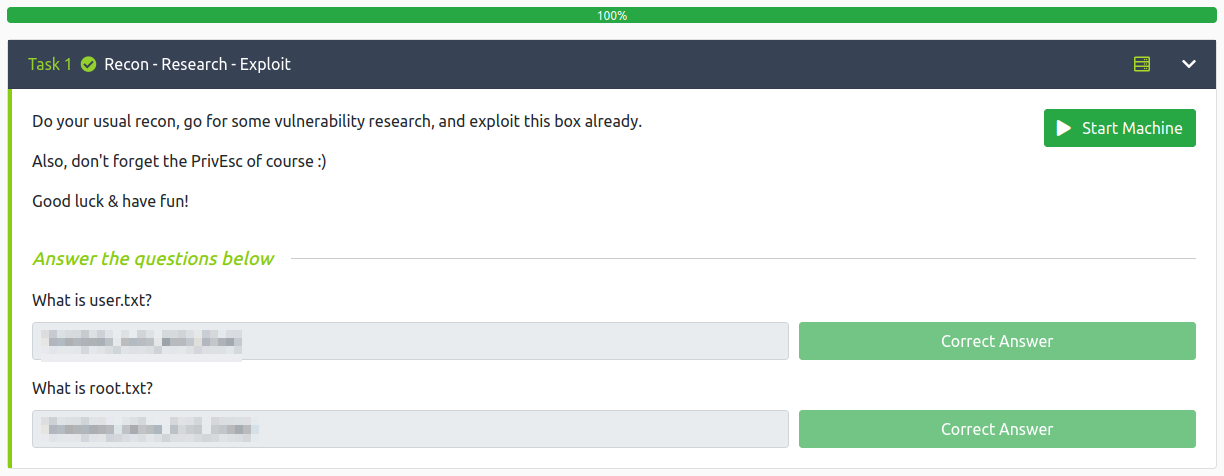 100%
Task 1 Recon - Research - Exploit
Do your usual recon, go for some vulnerability research, and exploit this box already.
Start Machine
Also, don't forget the PrivEsc of course :)
Good luck & have fun!
Answer the questions below
What is user.txt?
Correct Answer
What is root.txt?
Correct Answer